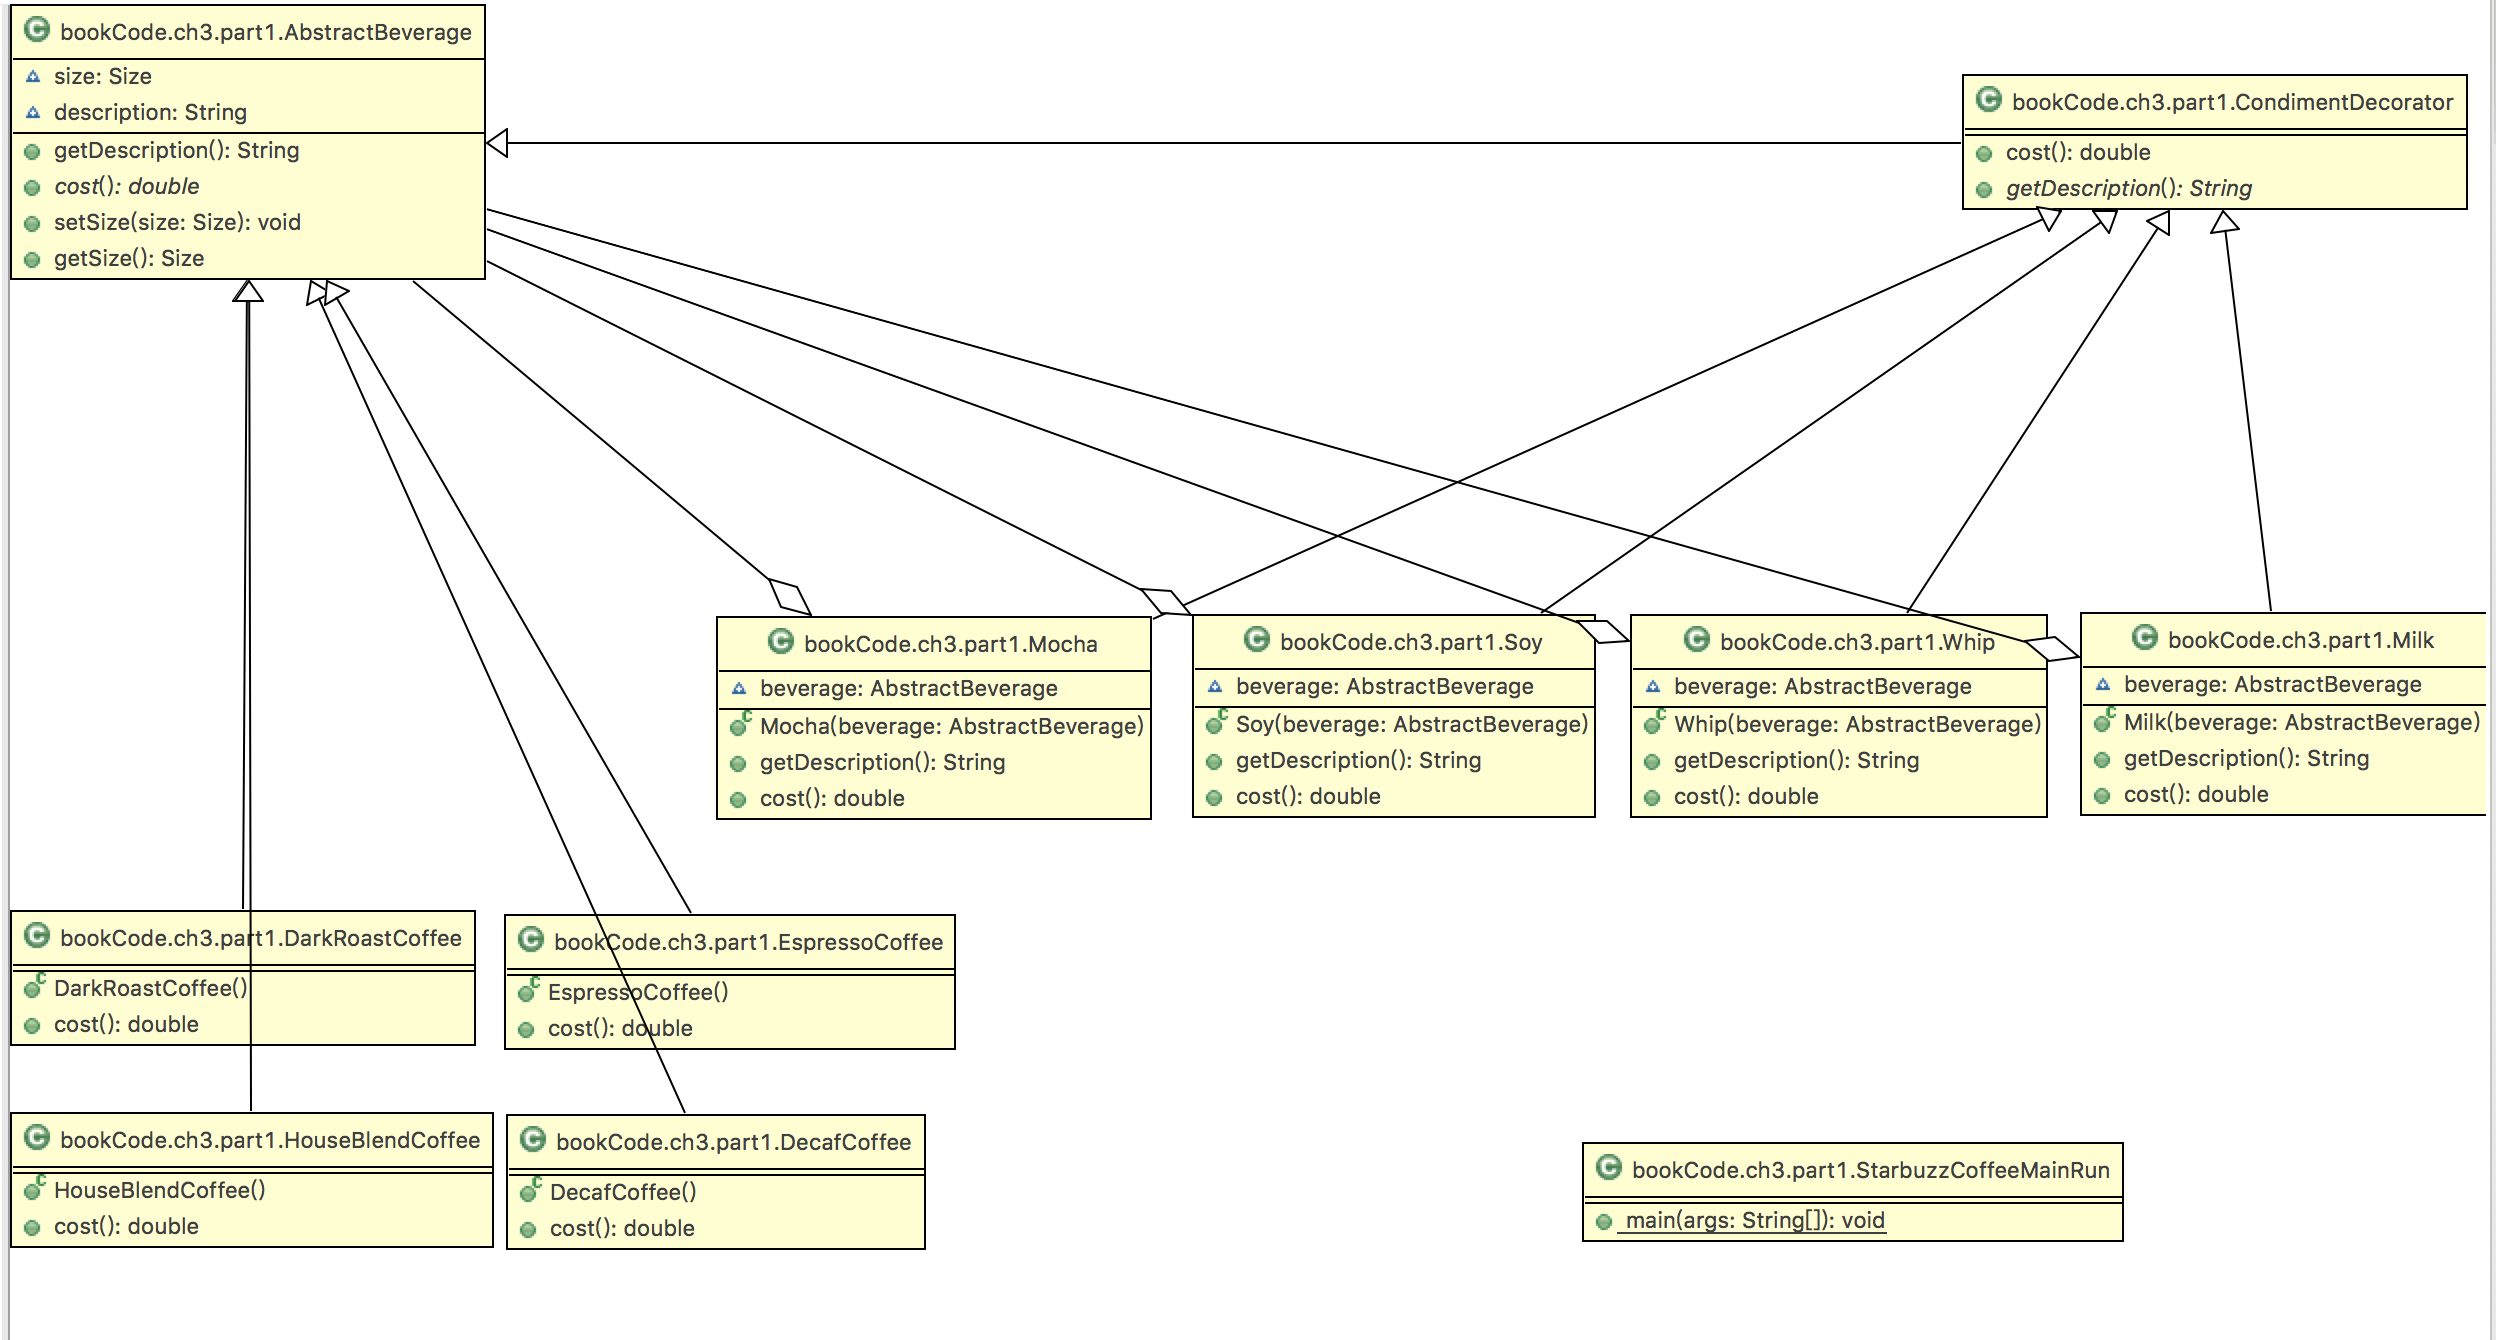 bookCode.ch3.part1.AbstractBeverage
size: Size
description: String
getDescription(): String
cost(): double
setSize(size: Size): void
getSize(): Size
bookCode.ch3.part1.CondimentDecorator
cost(): double
getDescription(): String
bookCode.ch3.part1.Mocha
beverage: AbstractBeverage
Mocha(beverage: AbstractBeverage)
getDescription(): String
cost(): double
bookCode.ch3.part1.Soy
beverage: AbstractBeverage
Soy(beverage: AbstractBeverage)
getDescription(): String
cost(): double
bookCode.ch3.part1.Whip
beverage: AbstractBeverage
Whip(beverage: AbstractBeverage)
getDescription(): String
cost(): double
bookCode.ch3.part1.Milk
beverage: AbstractBeverage
Milk(beverage: AbstractBeverage)
getDescription(): String
cost(): double
bookCode.ch3.part1.DarkRoastCoffee
DarkRoastCoffee()
cost(): double
bookCode.ch3.part1.EspressoCoffee
EspressoCoffee()
cost(): double
bookCode.ch3.part1.HouseBlendCoffee
HouseBlendCoffee()
cost(): double
bookCode.ch3.part1.DecafCoffee
DecafCoffee()
cost(): double
bookCode.ch3.part1.StarbuzzCoffeeMainRun
main(args: String[]): void